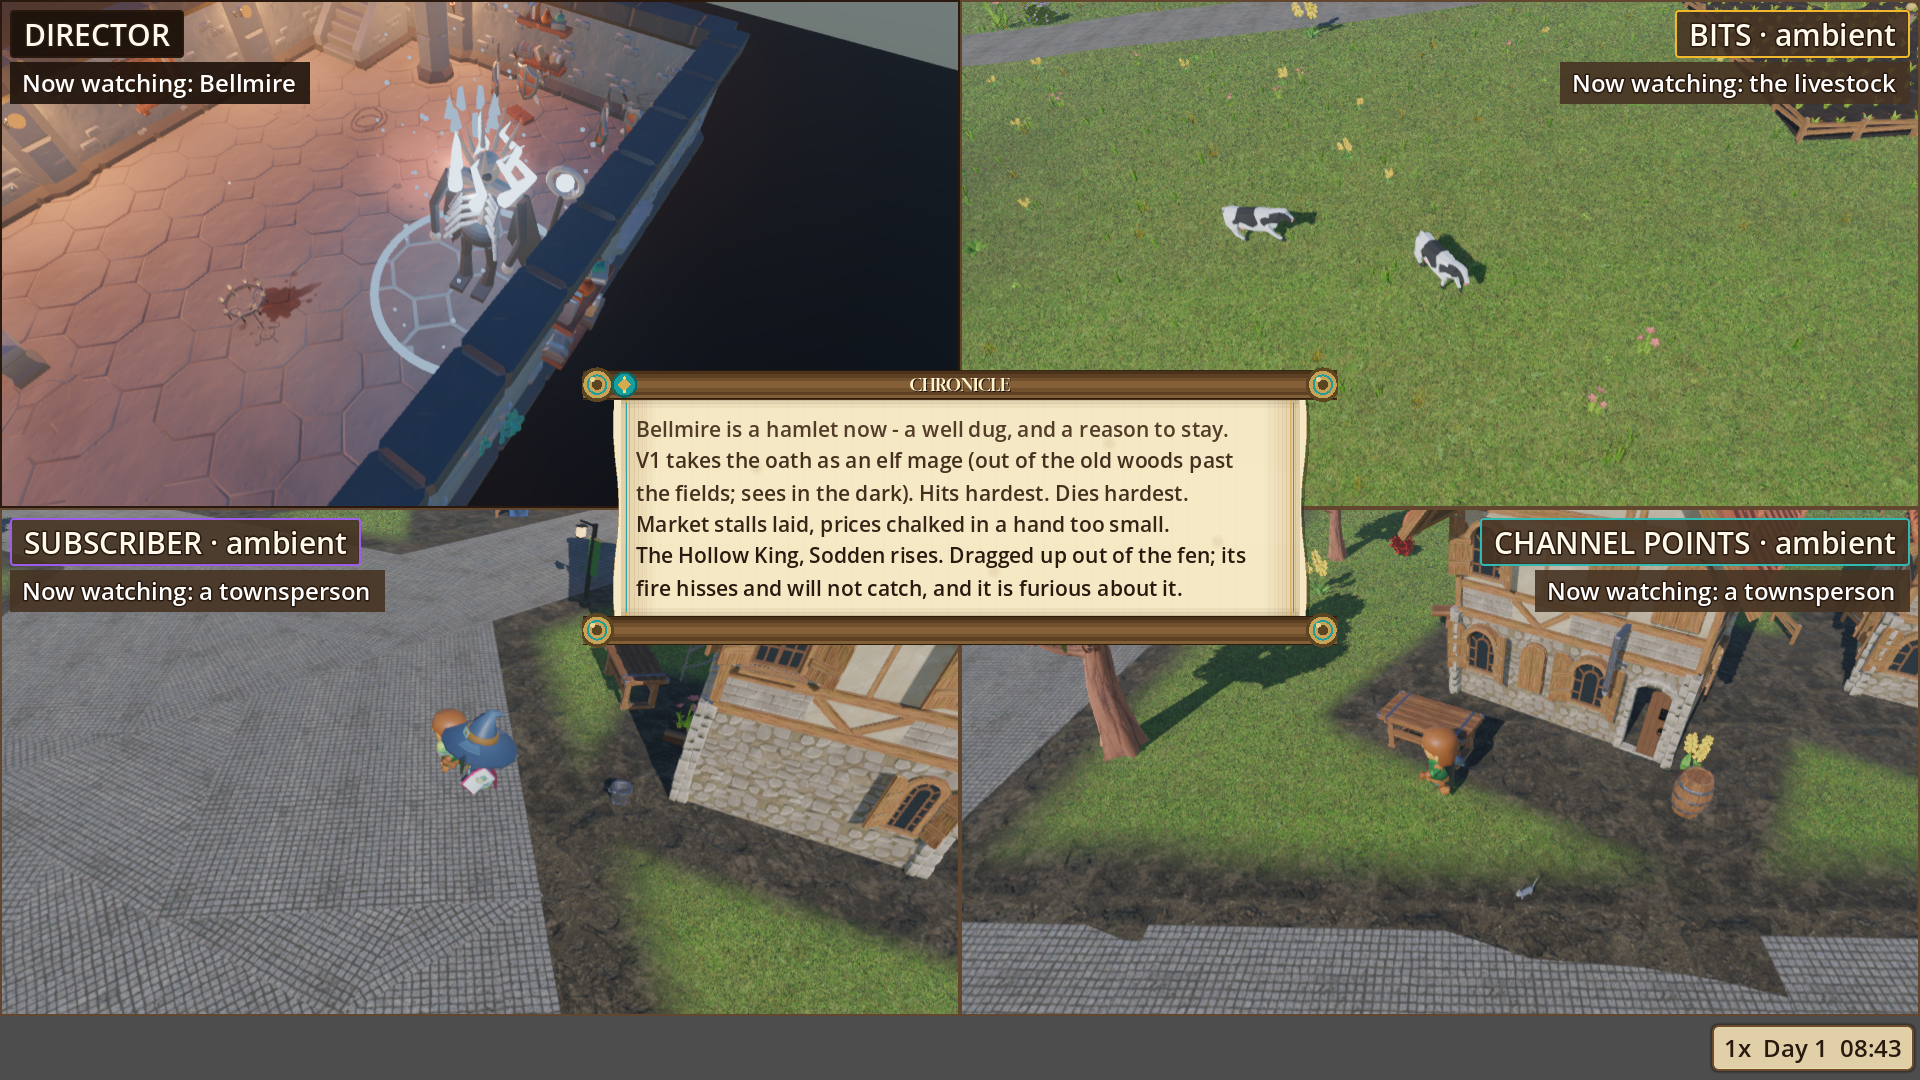 DIRECTOR
Now watching: Bellmire
BITS · ambient
Now watching: the livestock
CHRONICLE
Bellmire is a hamlet now - a well dug, and a reason to stay.
V1 takes the oath as an elf mage (out of the old woods past
the fields; sees in the dark). Hits hardest. Dies hardest.
Market stalls laid, prices chalked in a hand too small.
The Hollow King, Sodden rises. Dragged up out of the fen; its
fire hisses and will not catch, and it is furious about it.
SUBSCRIBER · ambient
Now watching: a townsperson
CHANNEL POINTS · ambient
Now watching: a townsperson
1x Day 1 08:43